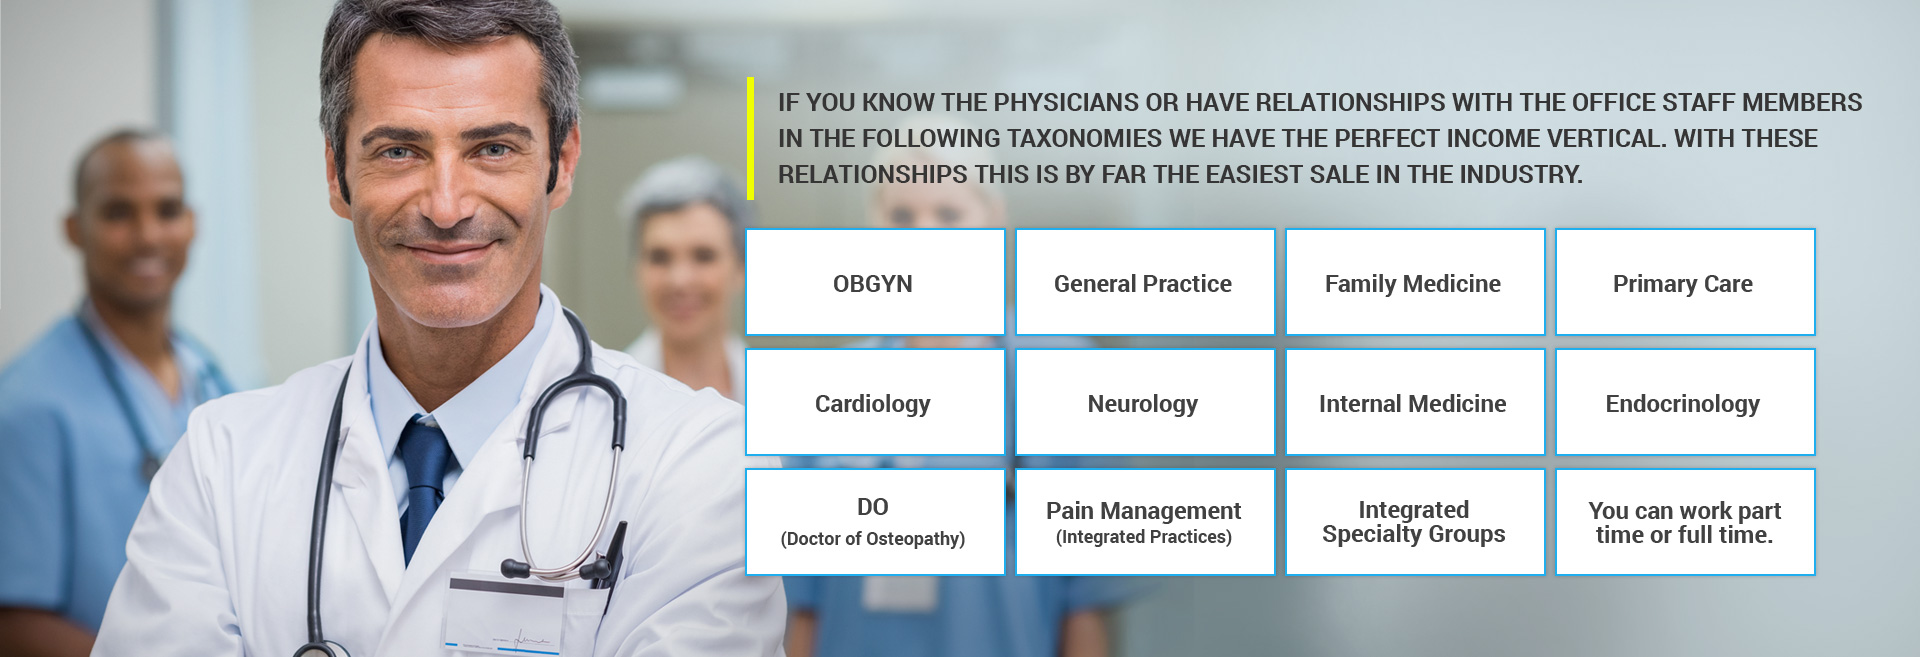 IF YOU KNOW THE PHYSICIANS OR HAVE RELATIONSHIPS WITH THE OFFICE STAFF MEMBERS
IN THE FOLLOWING TAXONOMIES WE HAVE THE PERFECT INCOME VERTICAL. WITH THESE
RELATIONSHIPS THIS IS BY FAR THE EASIEST SALE IN THE INDUSTRY.
OBGYN
General Practice
Family Medicine
Primary Care
Cardiology
Neurology
Internal Medicine
Endocrinology
DO
(Doctor of Osteopathy)
Pain Management
(Integrated Practices)
Integrated
Specialty Groups
You can work part
time or full time.